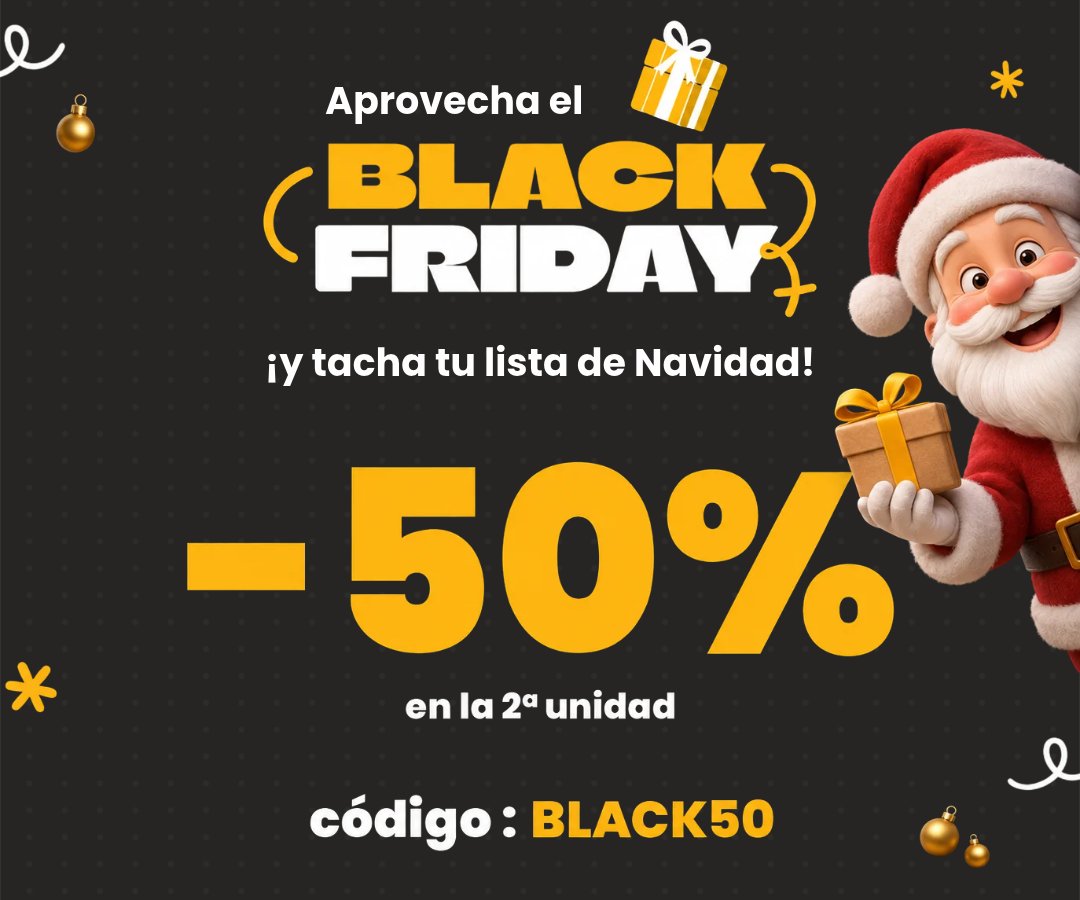 Aprovecha el
BLACK
FRIDAY
¡y tacha tu lista de Navidad!
-50%
en la 2ª unidad
código : BLACK50